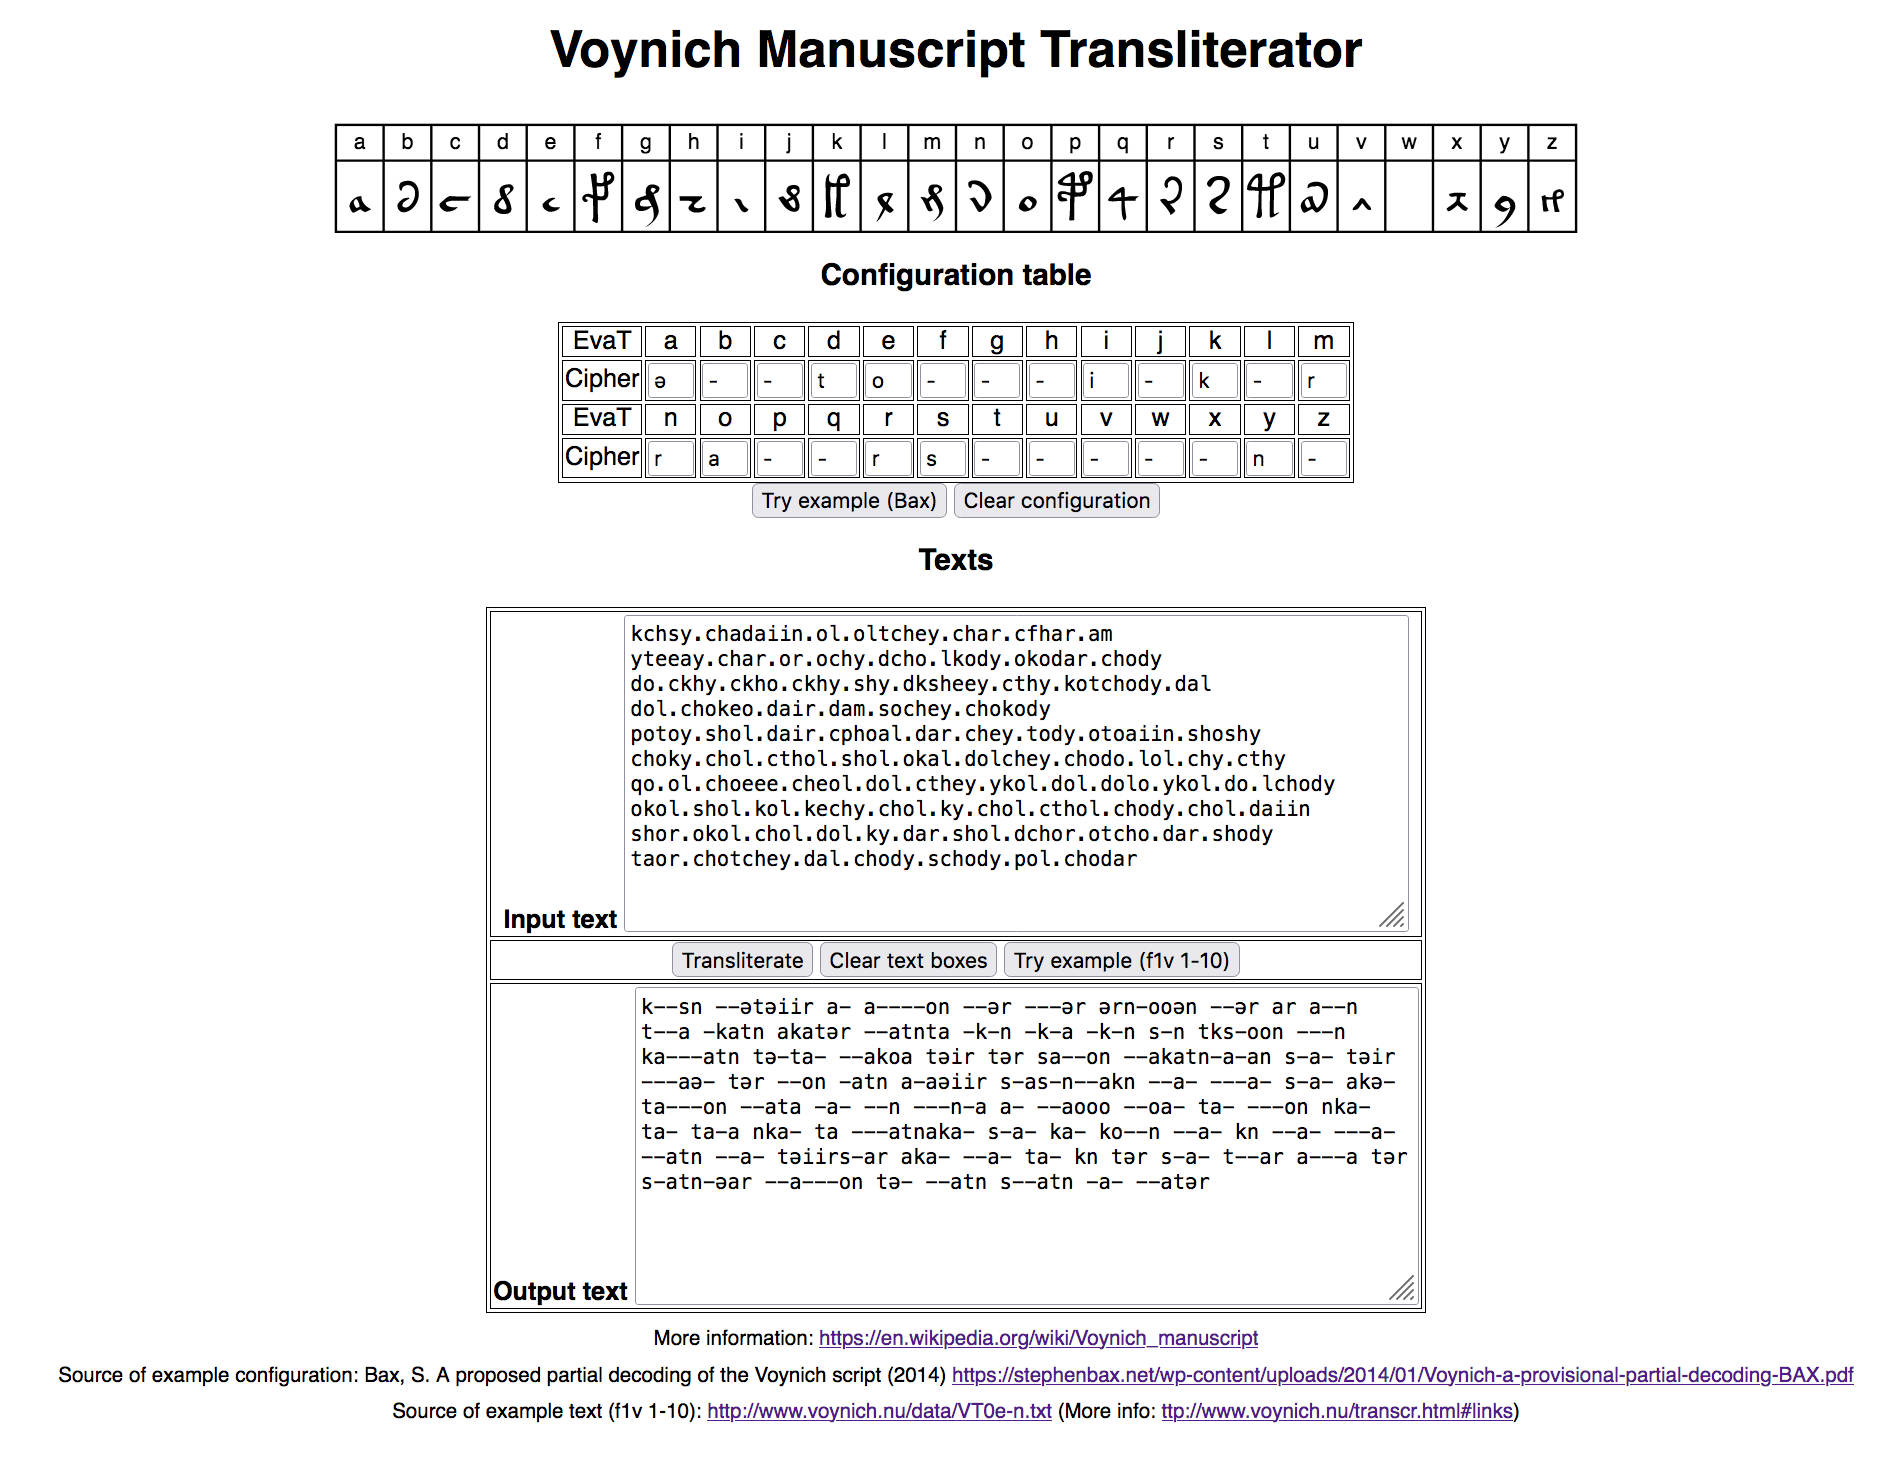 Voynich Manuscript Transliterator
a b c d e f g h i j k l m n o p q r s t u v w x y z
Configuration table
EvaT a b c d e f g h i j k l m
Cipher ə - - t o - - - i - k - r
EvaT n o p q r s t u v w x y z
Cipher r a - - r s - - - - - n -
Try example (Bax) Clear configuration
Texts
kchsy.chadaiin.ol.oltchey.char.cfhar.am
yteeay.char.or.ochy.dcho.lkody.okodar.chody
do.ckhy.ckho.ckhy.shy.dksheey.cthy.kotchody.dal
dol.chokeo.dair.dam.sochey.chokody
potoy.shol.dair.cphoal.dar.chey.tody.otoaiin.shoshy
choky.chol.cthol.shol.okal.dolchey.chodo.lol.chy.cthy
qo.ol.choeee.cheol.dol.cthey.ykol.dol.dolo.ykol.do.lchody
okol.shol.kol.kechy.chol.ky.chol.cthol.chody.chol.daiin
shor.okol.chol.dol.ky.dar.shol.dchor.otcho.dar.shody
taor.chotchey.dal.chody.schody.pol.chodar
Input text
Transliterate Clear text boxes Try example (f1v 1-10)
k--sn --ətəiir a- a----on --ər ---ər ərn-ooən --ər ar a--n
t--a -katn akatər --atnta -k-n -k-a -k-n s-n tks-oon ---n
ka---atn tə-ta- --akoa təir tər sa--on --akatn-a-an s-a- təir
---aə- tər --on -atn a-aəiir s-as-n--akn --a- ---a- s-a- akə-
ta---on --ata -a- --n ---n-a a- --aooo --oa- ta- ---on nka-
ta- ta-a nka- ta ---atnaka- s-a- ka- ko--n --a- kn --a- ---a-
--atn --a- təiirs-ar aka- --a- ta- kn tər s-a- t--ar a---a tər
s-atn-əar --a---on tə- --atn s--atn -a- --atər
Output text
More information: https://en.wikipedia.org/wiki/Voynich_manuscript
Source of example configuration: Bax, S. A proposed partial decoding of the Voynich script (2014) https://stephenbax.net/wp-content/uploads/2014/01/Voynich-a-provisional-partial-decoding-BAX.pdf
Source of example text (f1v 1-10): http://www.voynich.nu/data/VT0e-n.txt (More info: ttp://www.voynich.nu/transcr.html#links)